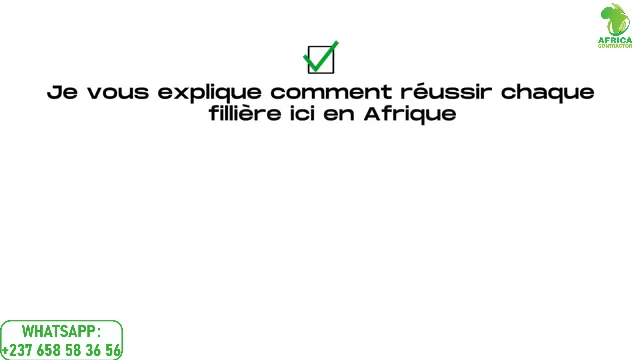 AFRICA
CONTRACTOR
Je vous explique comment réussir chaque
fillière ici en Afrique
WHATSAPP:
+237 658 58 36 56